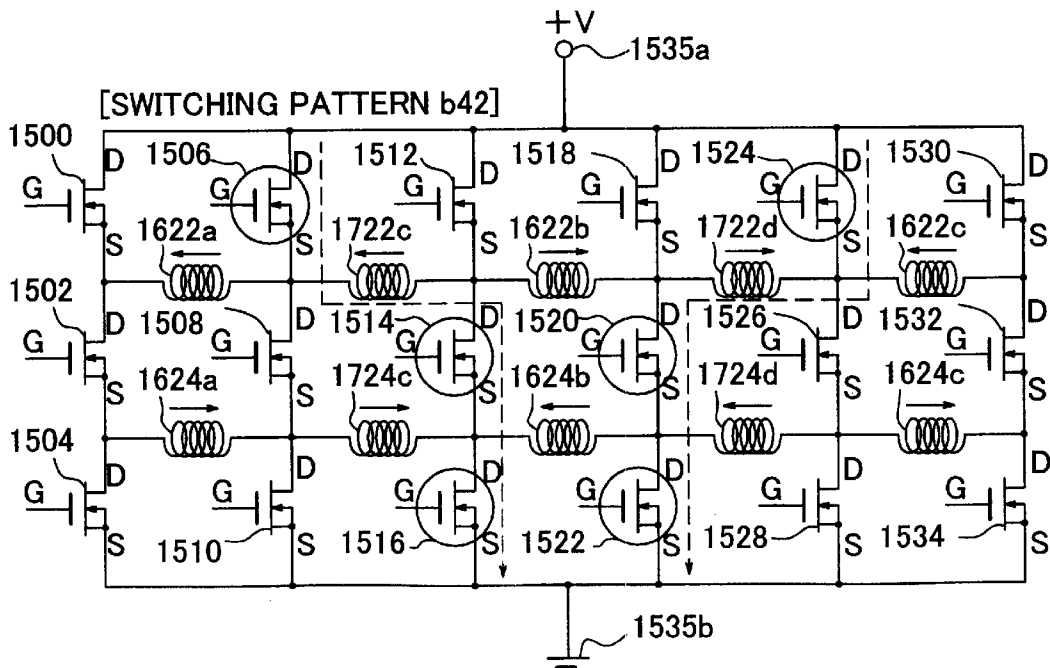 +V
1535a
[SWITCHING PATTERN b42]
1500 1506 1512 1518 1524 1530
D D D D D D
G G G G G G
S S S S S S
1622a 1722c 1622b 1722d 1622c
1502 1508 1514 1520 1526 1532
D D D D D D
G G G G G G
S S S S S S
1624a 1724c 1624b 1724d 1624c
1504
D D D D D D
G G G G G G
S S S S S S
1510 1516 1522 1528 1534
1535b